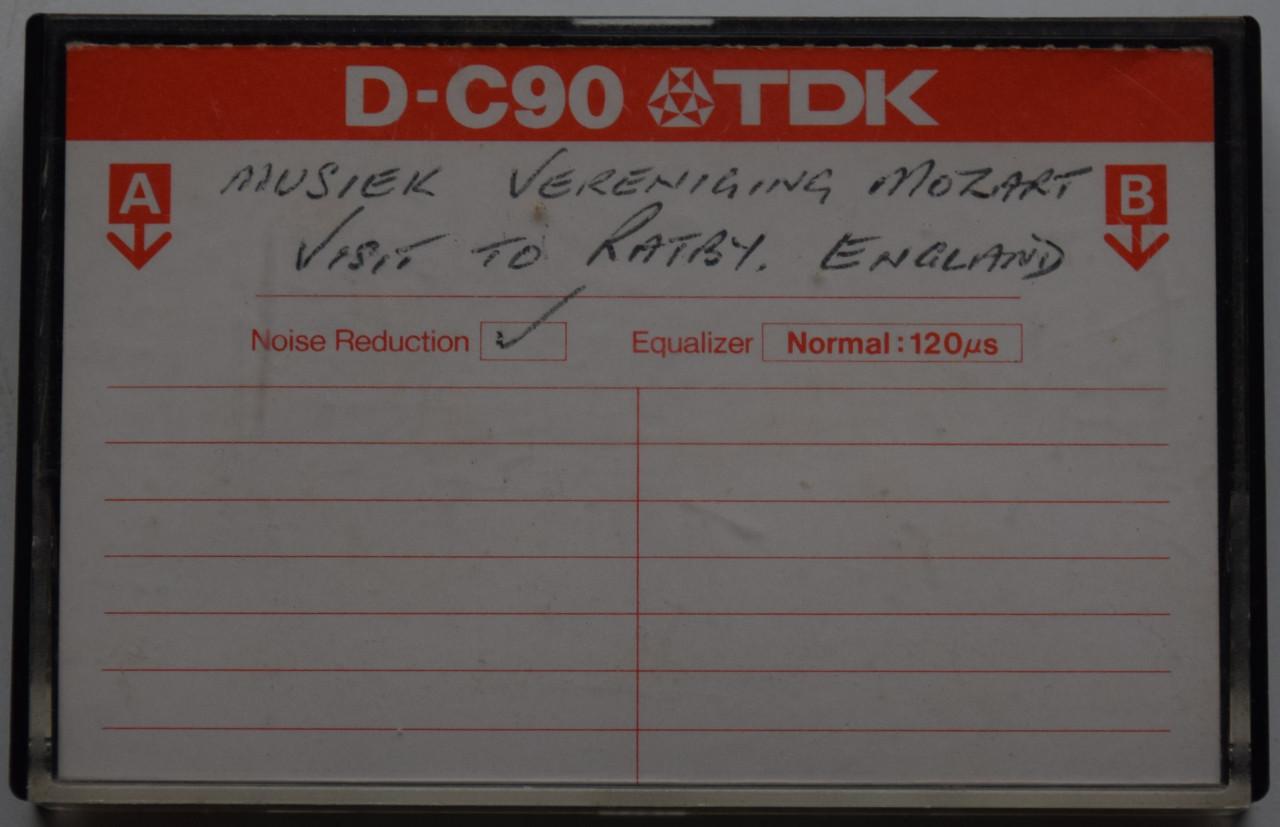 D-C90 TDK
A
MUSIEK VERENIGING MOZART
B
VISIT TO RATBY. ENGLAND
Noise Reduction ✓ Equalizer Normal : 120μs